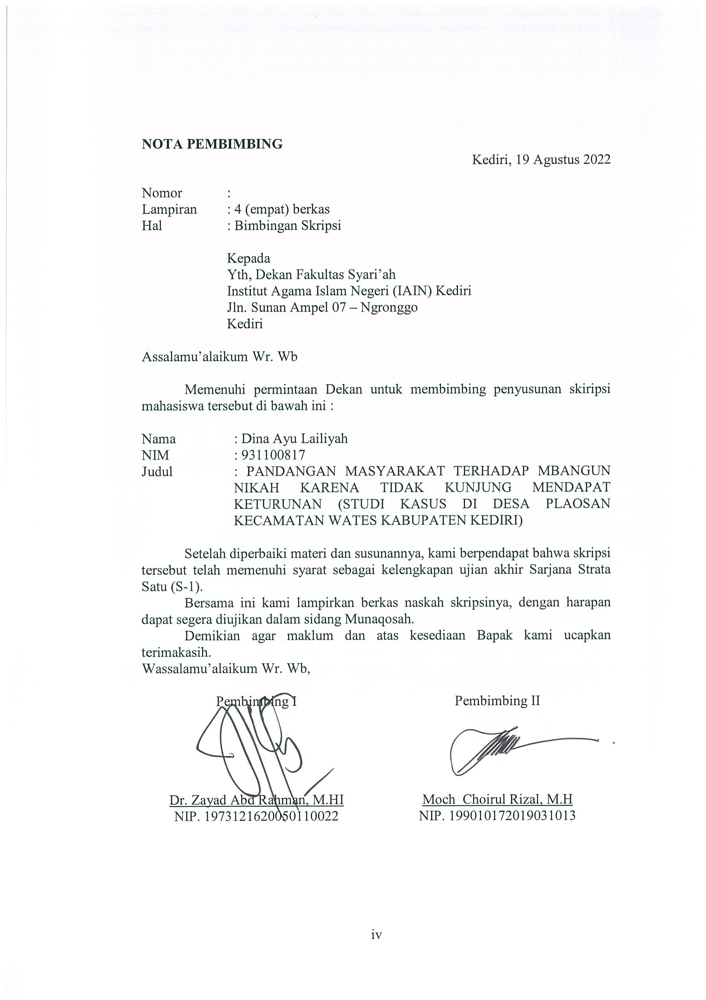 NOTA PEMBIMBING
Kediri, 19 Agustus 2022
Nomor :
Lampiran : 4 (empat) berkas
Hal : Bimbingan Skripsi
Kepada
Yth, Dekan Fakultas Syari’ah
Institut Agama Islam Negeri (IAIN) Kediri
Jln. Sunan Ampel 07 – Ngronggo
Kediri
Assalamu’alaikum Wr. Wb
Memenuhi permintaan Dekan untuk membimbing penyusunan skiripsi
mahasiswa tersebut di bawah ini :
Nama : Dina Ayu Lailiyah
NIM : 931100817
Judul : PANDANGAN MASYARAKAT TERHADAP MBANGUN
NIKAH KARENA TIDAK KUNJUNG MENDAPAT
KETURUNAN (STUDI KASUS DI DESA PLAOSAN
KECAMATAN WATES KABUPATEN KEDIRI)
Setelah diperbaiki materi dan susunannya, kami berpendapat bahwa skripsi
tersebut telah memenuhi syarat sebagai kelengkapan ujian akhir Sarjana Strata
Satu (S-1).
Bersama ini kami lampirkan berkas naskah skripsinya, dengan harapan
dapat segera diujikan dalam sidang Munaqosah.
Demikian agar maklum dan atas kesediaan Bapak kami ucapkan
terimakasih.
Wassalamu’alaikum Wr. Wb,
Pembimbing I Pembimbing II
Dr. Zayad Abd Rahman, M.HI Moch Choirul Rizal, M.H
NIP. 1973121620050110022 NIP. 199010172019031013
iv